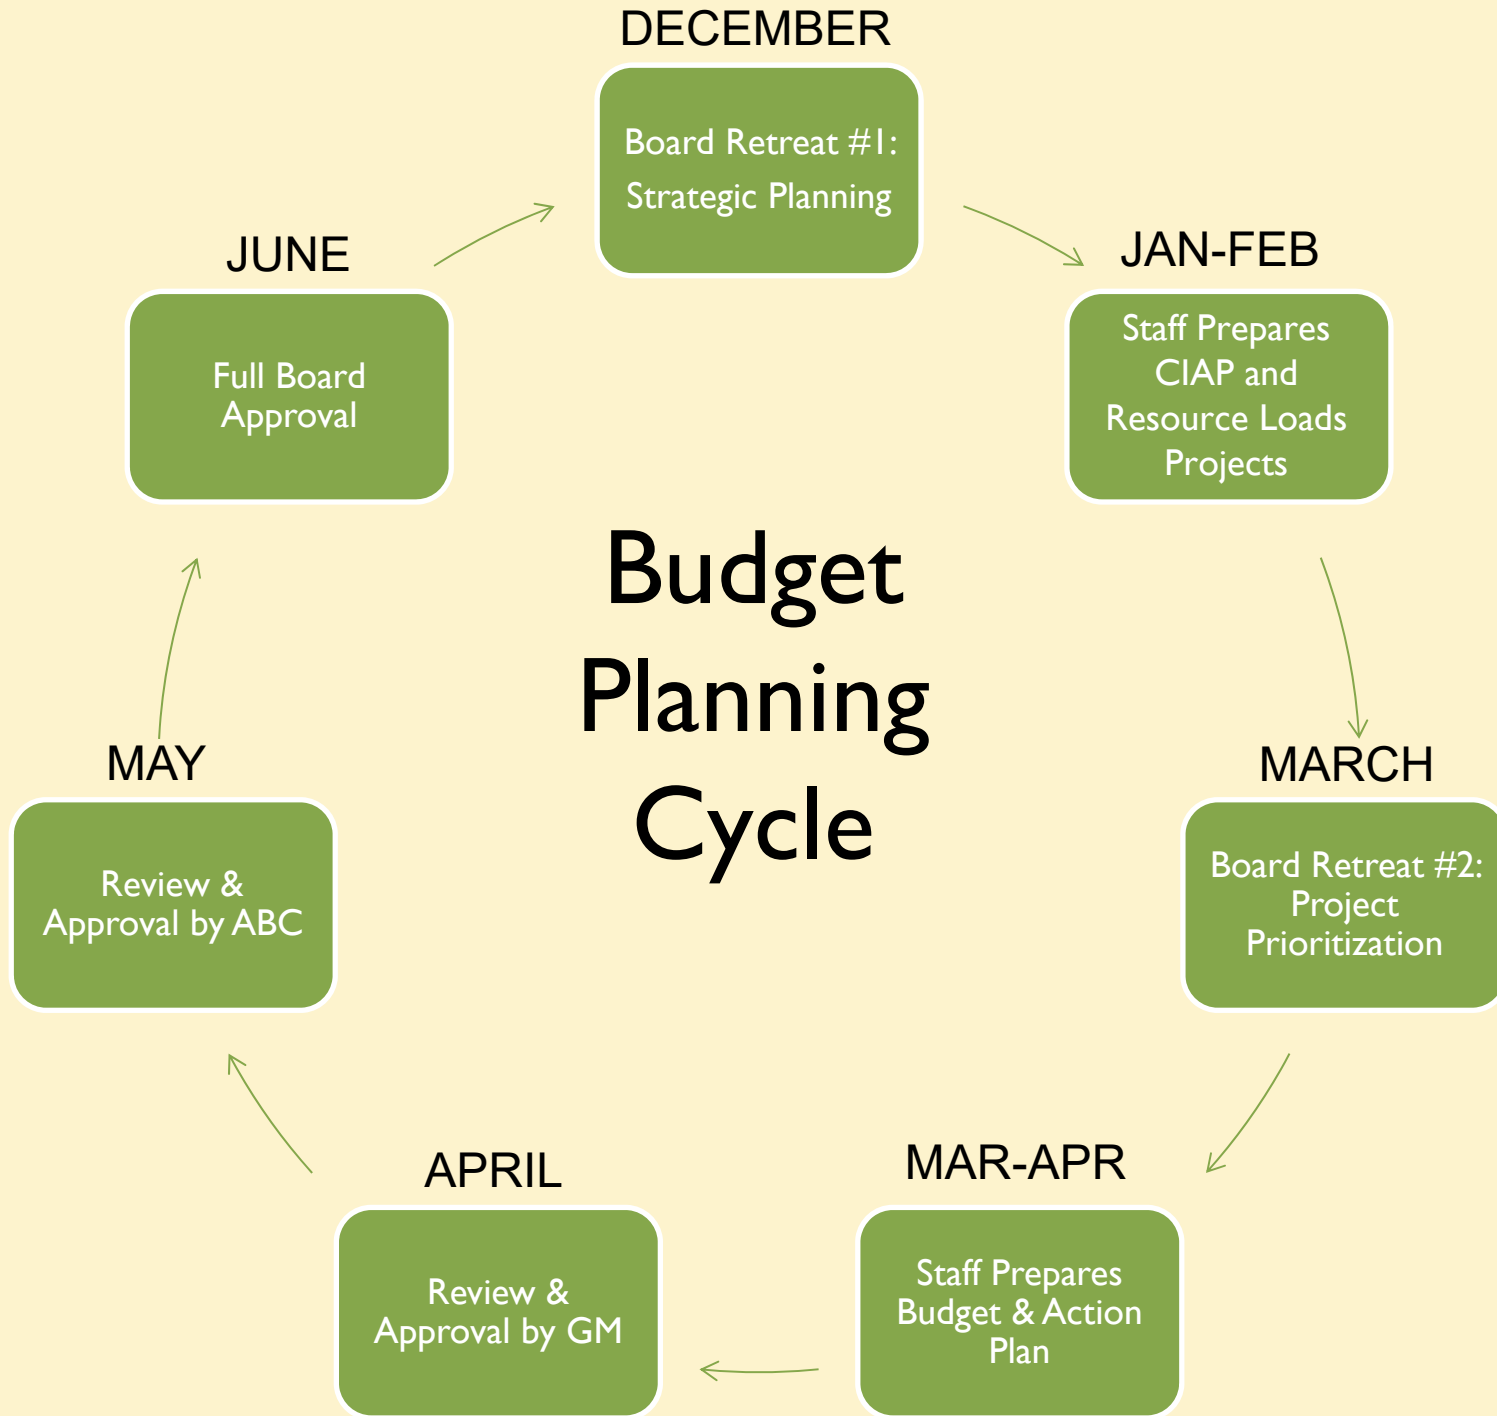 DECEMBER
Board Retreat #1:
Strategic Planning
JAN-FEB
Staff Prepares
CIAP and
Resource Loads
Projects
MARCH
Board Retreat #2:
Project
Prioritization
MAR-APR
Staff Prepares
Budget & Action
Plan
APRIL
Review &
Approval by GM
MAY
Review &
Approval by ABC
JUNE
Full Board
Approval
Budget
Planning
Cycle